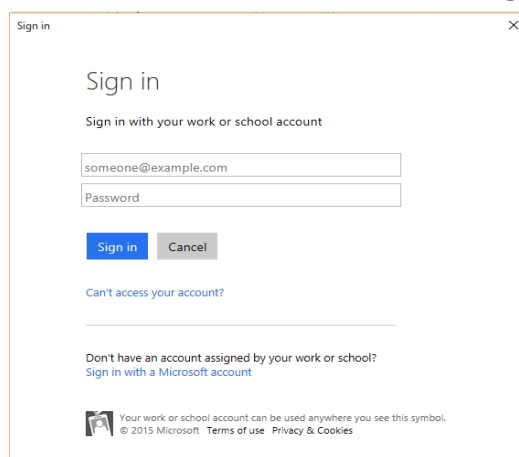 Sign in
Sign in
Sign in with your work or school account
someone@example.com
Password
Sign in Cancel
Can't access your account?
Don't have an account assigned by your work or school?
Sign in with a Microsoft account
Your work or school account can be used anywhere you see this symbol.
© 2015 Microsoft Terms of use Privacy & Cookies